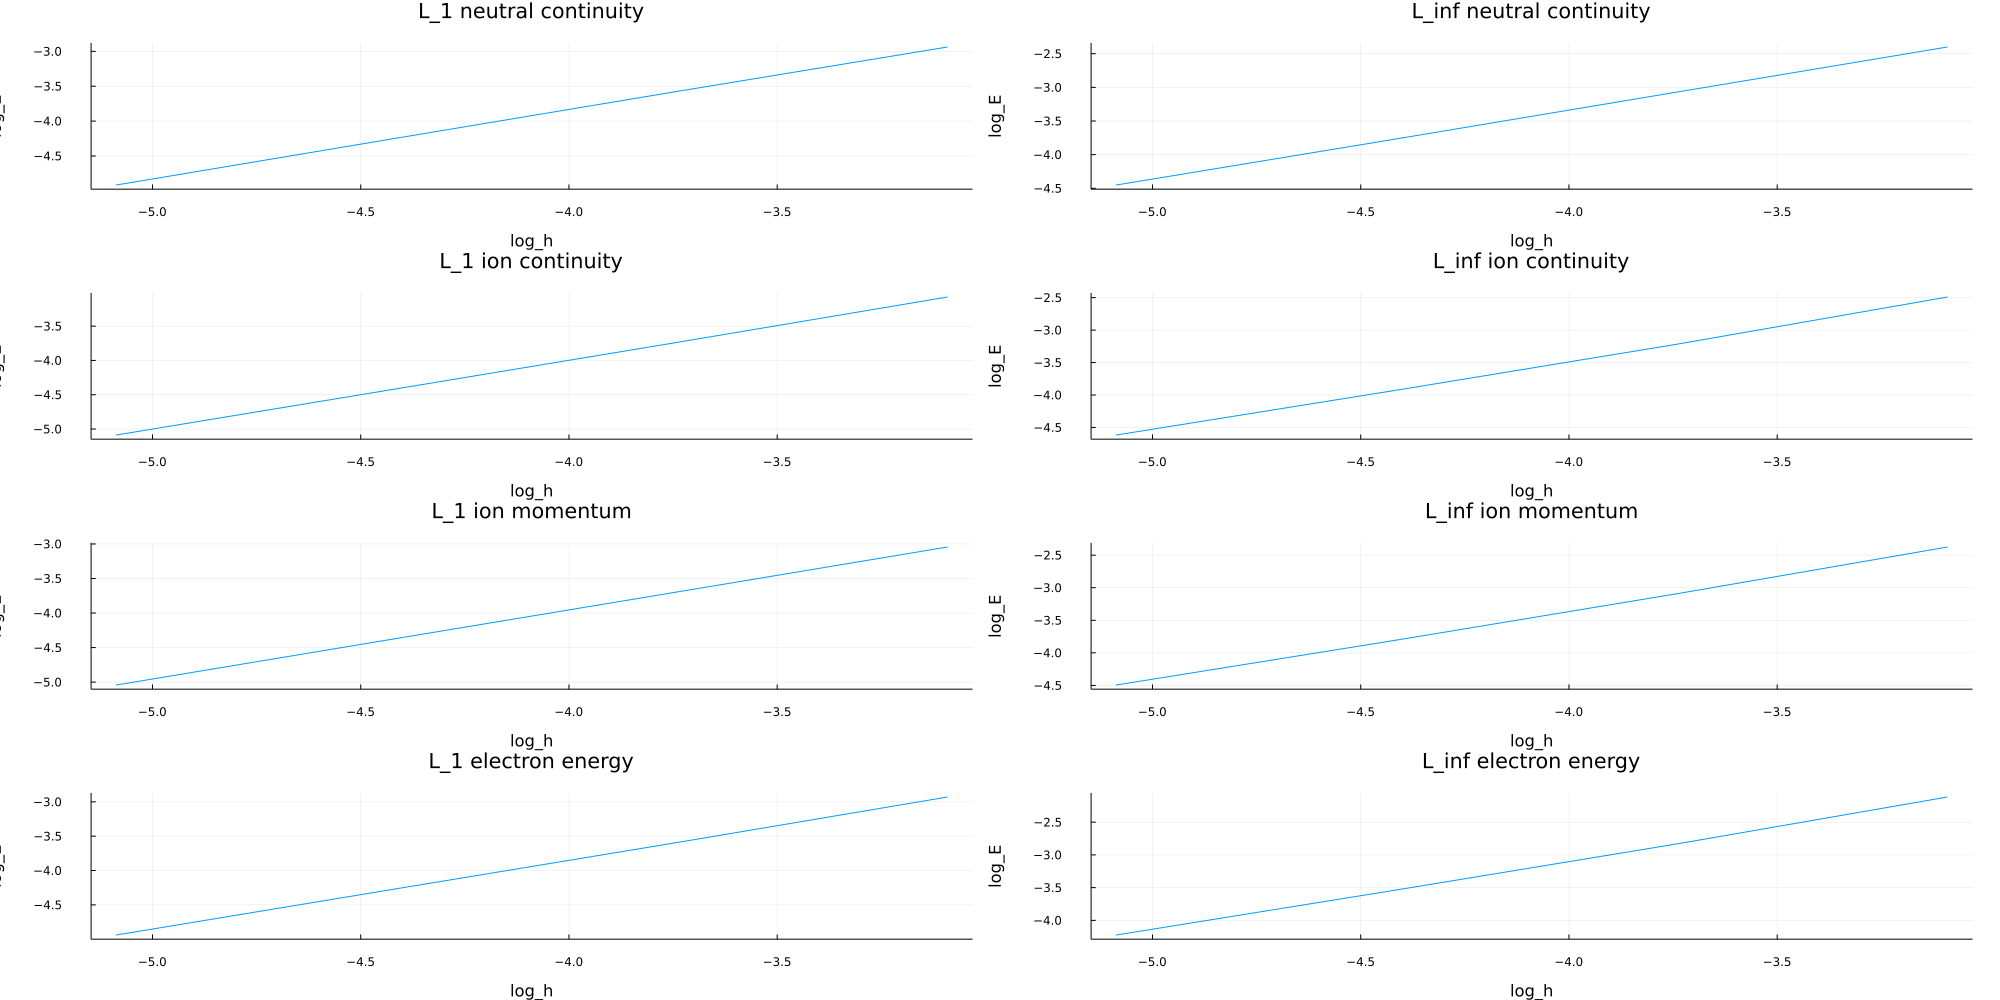 L_1 neutral continuity
−3.0
−3.5
−4.0
−4.5
−5.0 −4.5 −4.0 −3.5
log_h
L_inf neutral continuity
log_E
−2.5
−3.0
−3.5
−4.0
−4.5
−5.0 −4.5 −4.0 −3.5
log_h
L_1 ion continuity
−3.5
−4.0
−4.5
−5.0
−5.0 −4.5 −4.0 −3.5
log_h
L_inf ion continuity
log_E
−2.5
−3.0
−3.5
−4.0
−4.5
−5.0 −4.5 −4.0 −3.5
log_h
L_1 ion momentum
−3.0
−3.5
−4.0
−4.5
−5.0
−5.0 −4.5 −4.0 −3.5
log_h
L_inf ion momentum
log_E
−2.5
−3.0
−3.5
−4.0
−4.5
−5.0 −4.5 −4.0 −3.5
log_h
L_1 electron energy
−3.0
−3.5
−4.0
−4.5
−5.0 −4.5 −4.0 −3.5
log_h
L_inf electron energy
log_E
−2.5
−3.0
−3.5
−4.0
−5.0 −4.5 −4.0 −3.5
log_h